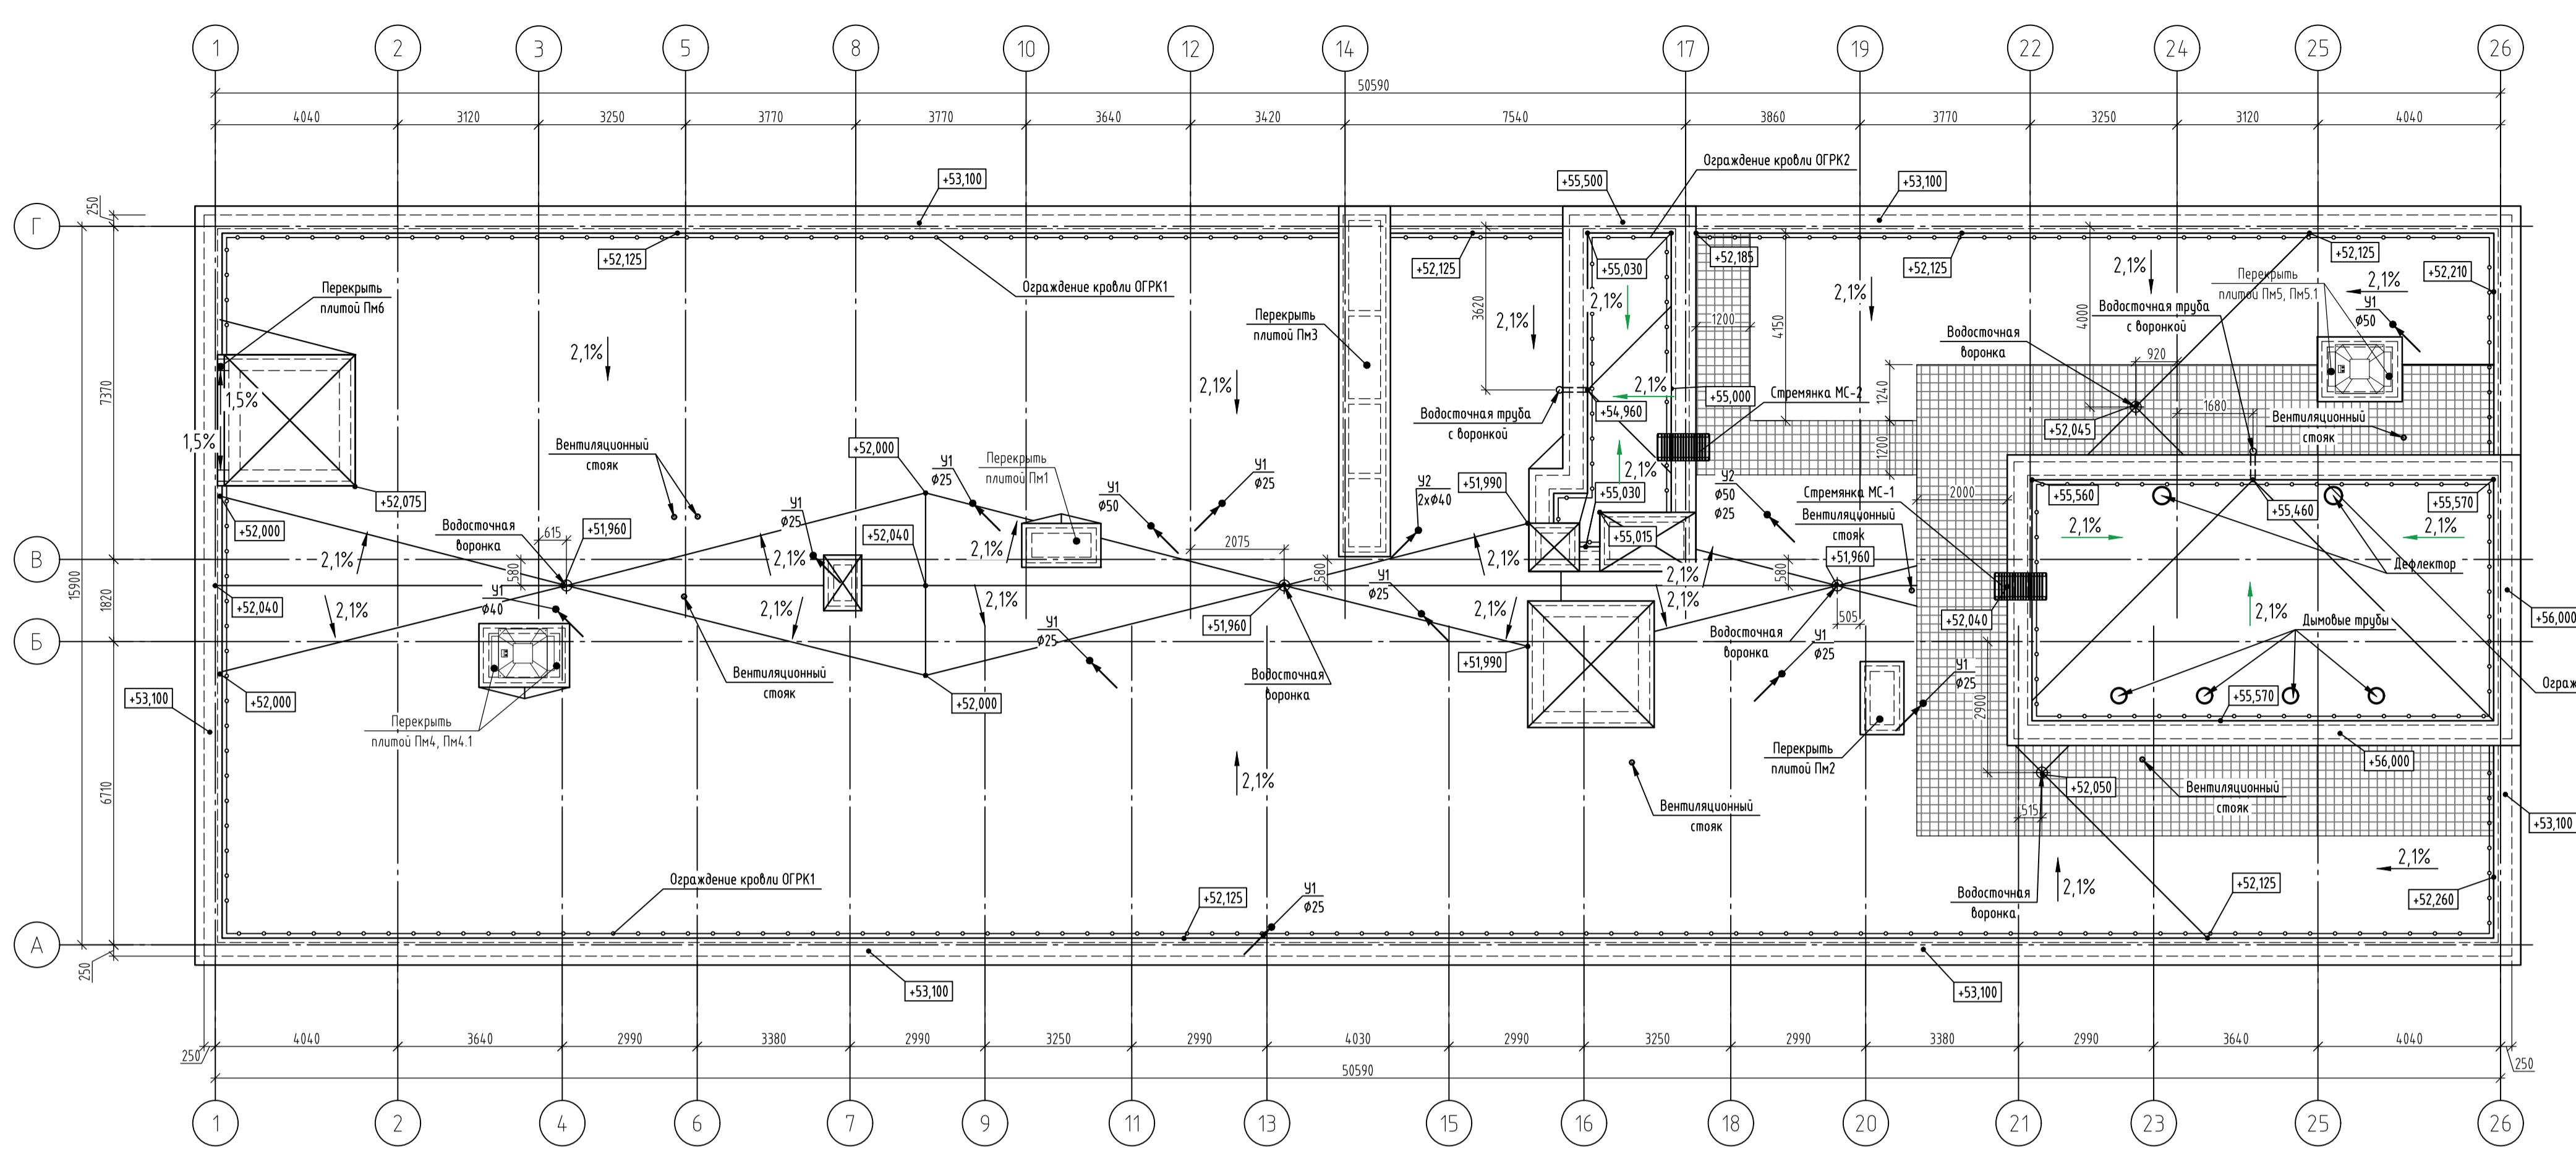 1 2 3 5 8 10 12 14 17 19 22 24 25 26
50590
4040 3120 3250 3770 3770 3640 3420 7540 3860 3770 3250 3120 4040
Ограждение кровли ОГРК2
+53,100
+55,500
+53,100
250
Г
+52,125
+52,125
+55,030
+52,185
+52,125
+52,125
+52,210
2,1%
2,1%
2,1%
Перекрыть
плитой Пм5, Пм5.1
У1
ϕ50
Перекрыть
плитой Пм6
Ограждение кровли ОГРК1
Перекрыть
плитой Пм3
3620
2,1%
2,1%
1200
4150
4000
Водосточная труба
с воронкой
Водосточная
воронка
920
2,1%
2,1%
7370
1,5%
1,5%
2,1%
+55,000
Стремянка МС-2
1240
+54,960
Водосточная труба
с воронкой
1680
Вентиляционный
стояк
+52,045
1200
Вентиляционный
стояк
+52,000
У1
ϕ25
Перекрыть
плитой Пм1
У1
ϕ25
У1
ϕ50
У2
2хϕ40
+51,990
2,1%
+55,030
У2
ϕ50
ϕ25
Стремянка МС-1
2000
Вентиляционный
стояк
+55,560
+55,460
+55,570
+52,075
+52,000
Водосточная
воронка
615
+51,960
У1
ϕ25
+52,040
2075
+55,015
2,1%
2,1%
В
2,1%
580
2,1%
2,1%
580
2,1%
2,1%
580
+51,960
Дефлектор
15900
1820
+52,040
2,1%
У1
ϕ40
2,1%
2,1%
У1
ϕ25
2,1%
2,1%
505
+52,040
2,1%
Дымовые трубы
+56,000
Б
У1
ϕ25
+51,960
+51,990
Водосточная
воронка
У1
ϕ25
Вентиляционный
стояк
Водосточная
воронка
У1
ϕ25
+53,100
+52,000
+52,000
2900
+55,570
Ограж
Перекрыть
плитой Пм4, Пм4.1
Перекрыть
плитой Пм2
+56,000
6710
2,1%
Вентиляционный
стояк
+52,050
515
Вентиляционный
стояк
+53,100
Ограждение кровли ОГРК1
+52,125
У1
ϕ25
Водосточная
воронка
2,1%
+52,125
2,1%
+52,260
А
250
+53,100
+53,100
4040 3640 2990 3380 2990 3250 2990 4030 2990 3250 2990 3380 2990 3640 4040
250
50590
250
1 2 4 6 7 9 11 13 15 16 18 20 21 23 25 26